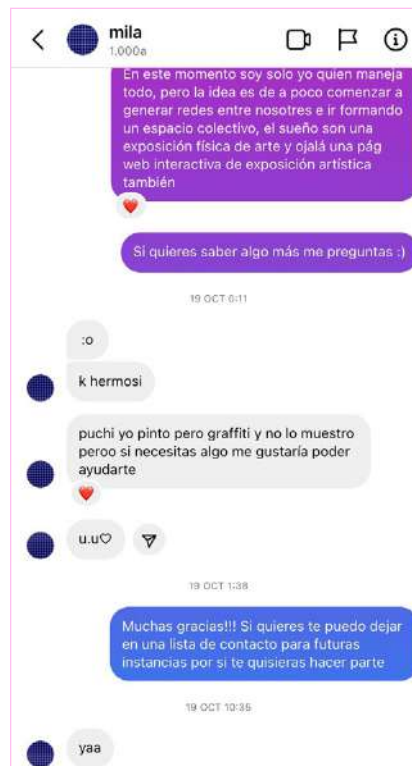 mila
1.000a
En este momento soy solo yo quien maneja
todo, pero la idea es de a poco comenzar a
generar redes entre nosotres e ir formando
un espacio colectivo, el sueño son una
exposición física de arte y ojalá una pág
web interactiva de exposición artística
también
Si quieres saber algo más me preguntas :)
19 OCT 0:11
:o
k hermosi
puchi yo pinto pero graffiti y no lo muestro
peroo si necesitas algo me gustaría poder
ayudarte
u.u♡
19 OCT 1:38
Muchas gracias!!! Si quieres te puedo dejar
en una lista de contacto para futuras
instancias por si te quisieras hacer parte
19 OCT 10:35
yaa